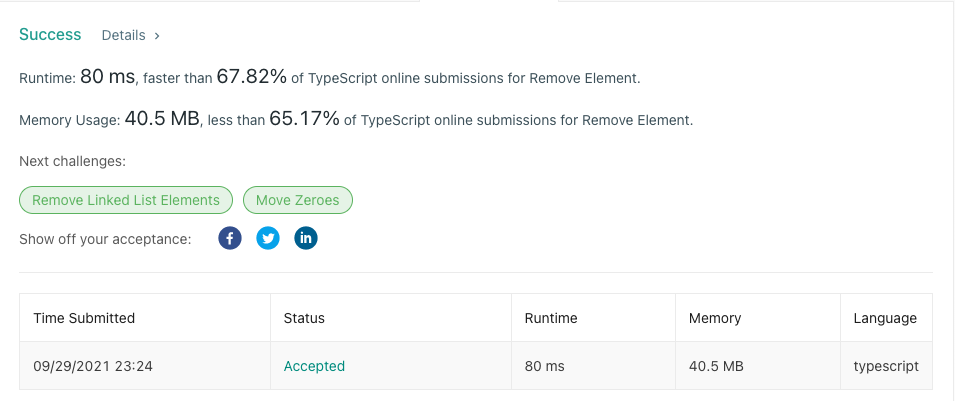 Success Details >
Runtime: 80 ms, faster than 67.82% of TypeScript online submissions for Remove Element.
Memory Usage: 40.5 MB, less than 65.17% of TypeScript online submissions for Remove Element.
Next challenges:
Remove Linked List Elements Move Zeroes
Show off your acceptance: f in
Time Submitted Status Runtime Memory Language
09/29/2021 23:24 Accepted 80 ms 40.5 MB typescript